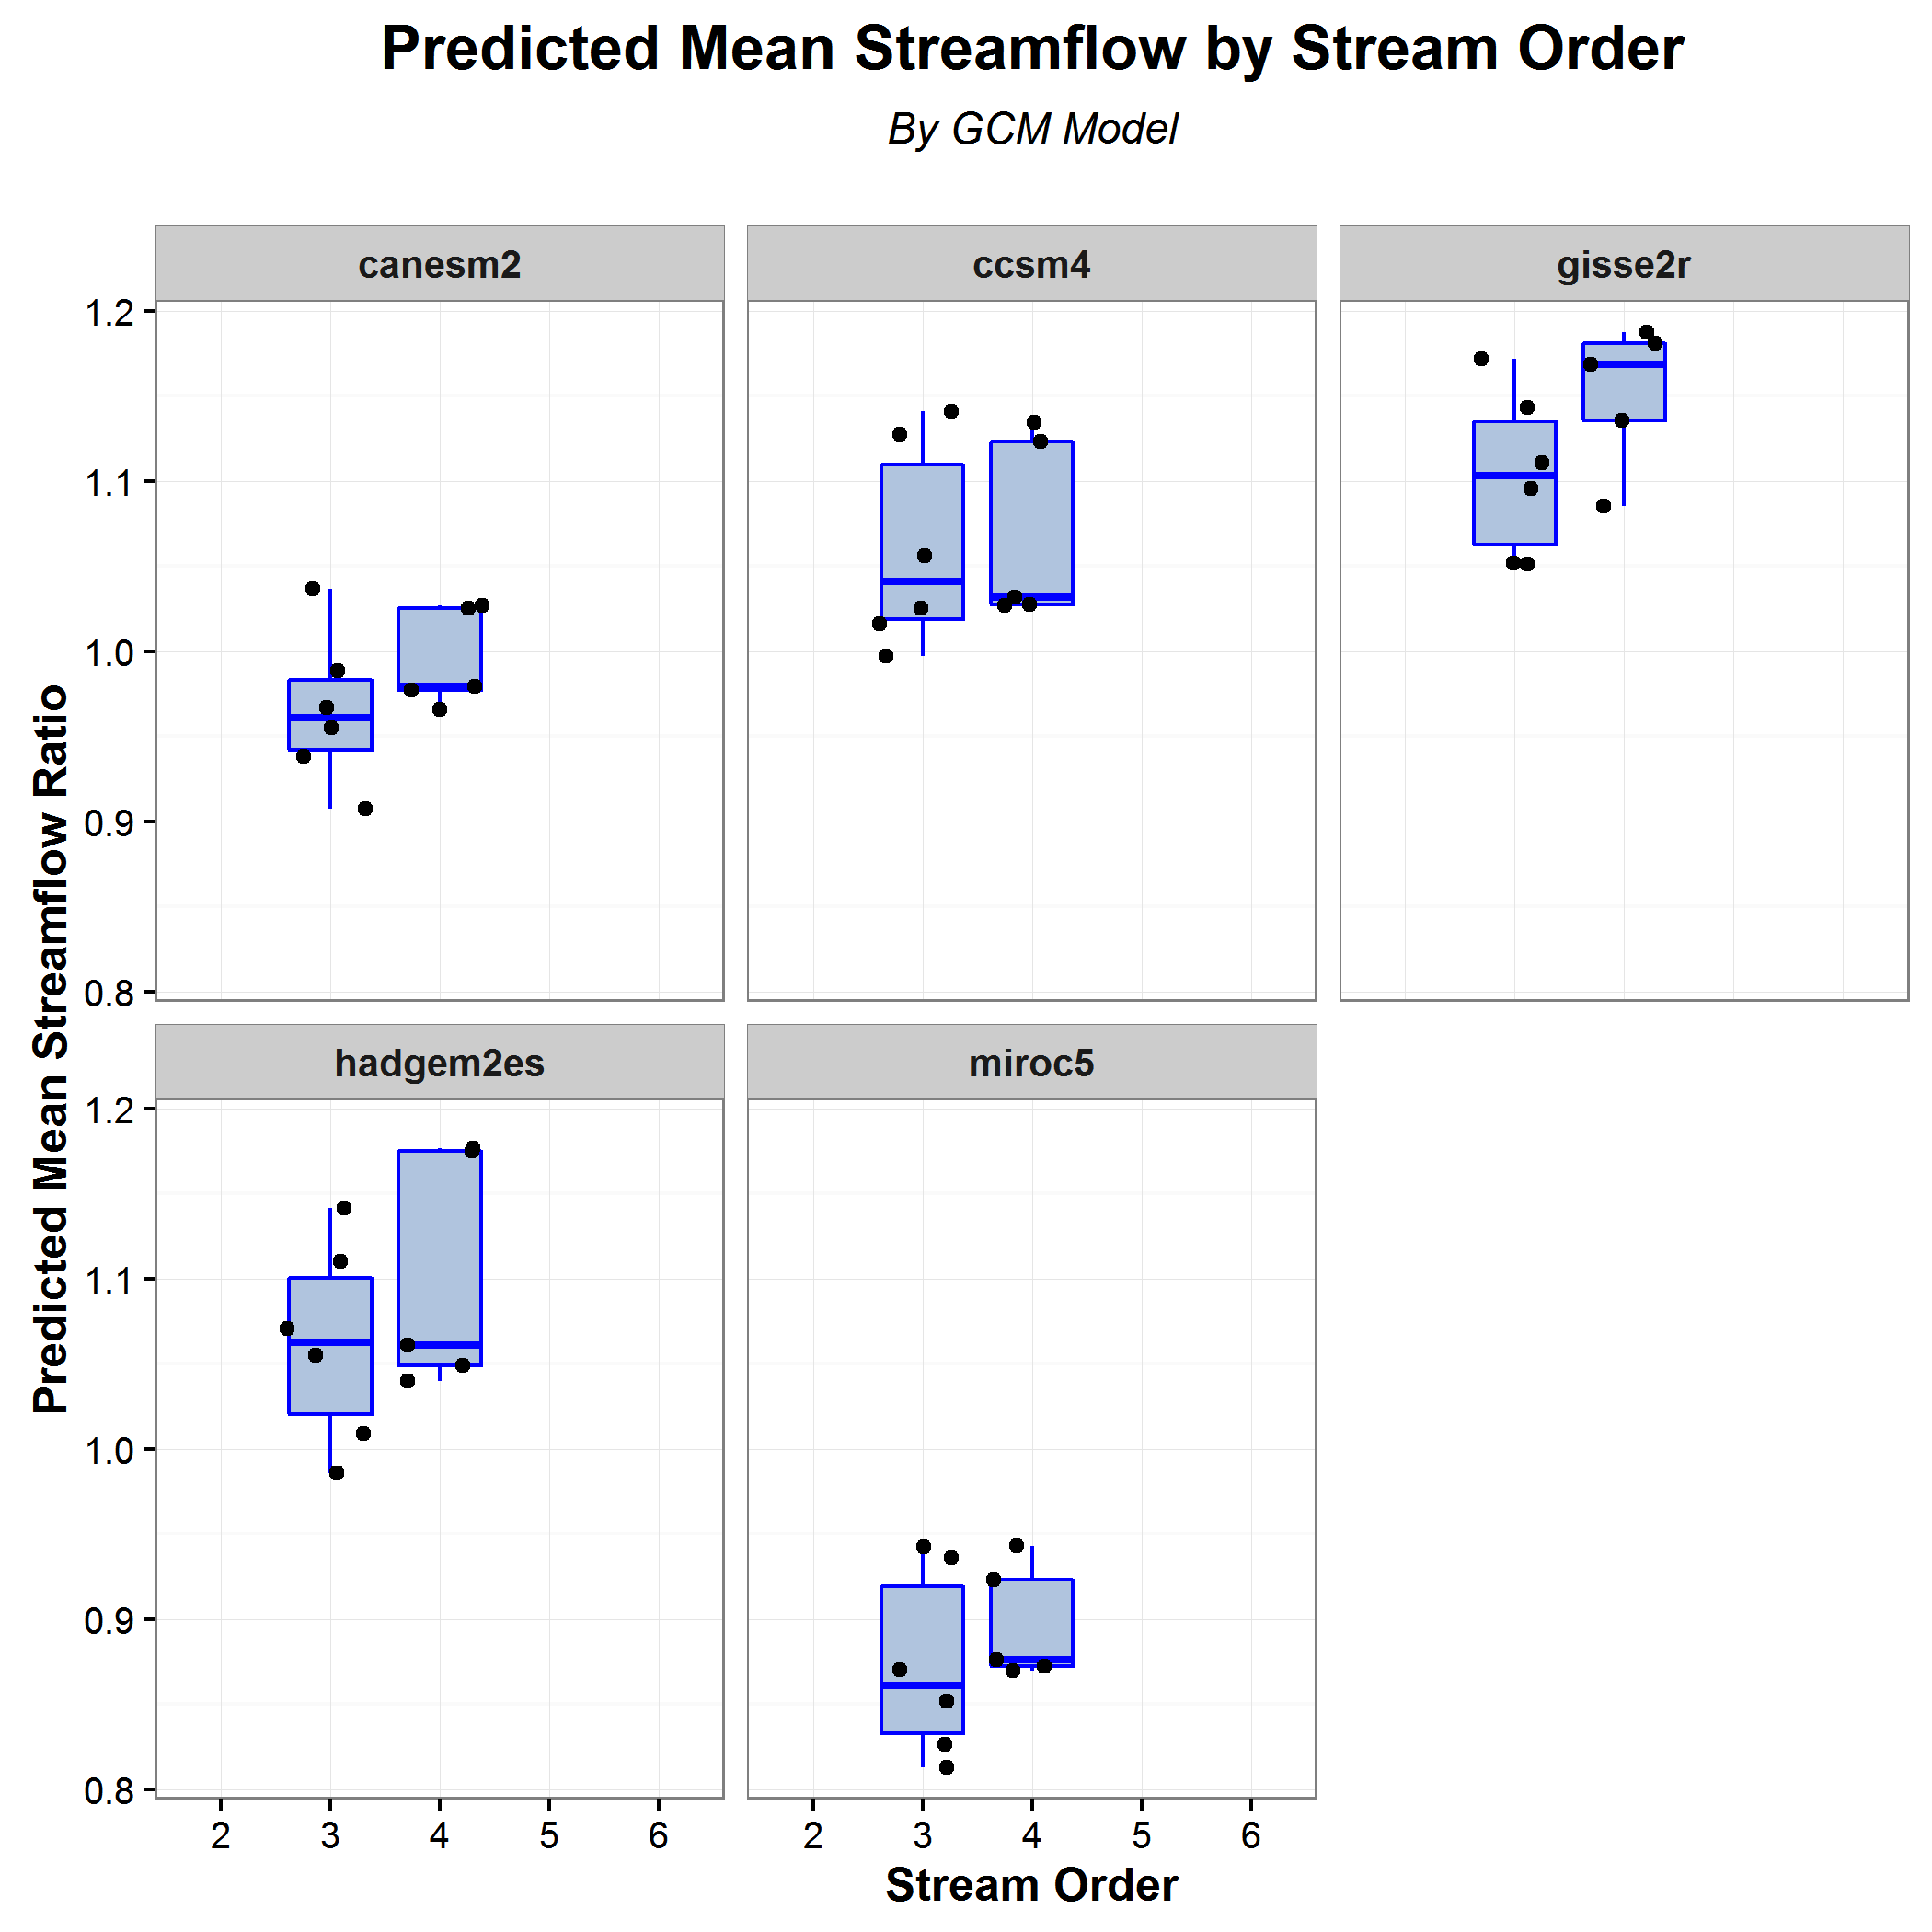 Predicted Mean Streamflow by Stream Order
By GCM Model
Predicted Mean Streamflow Ratio
canesm2
ccsm4
gisse2r
1.2
1.1
1.0
0.9
0.8
hadgem2es
miroc5
1.2
1.1
1.0
0.9
0.8
2 3 4 5 6
2 3 4 5 6
Stream Order